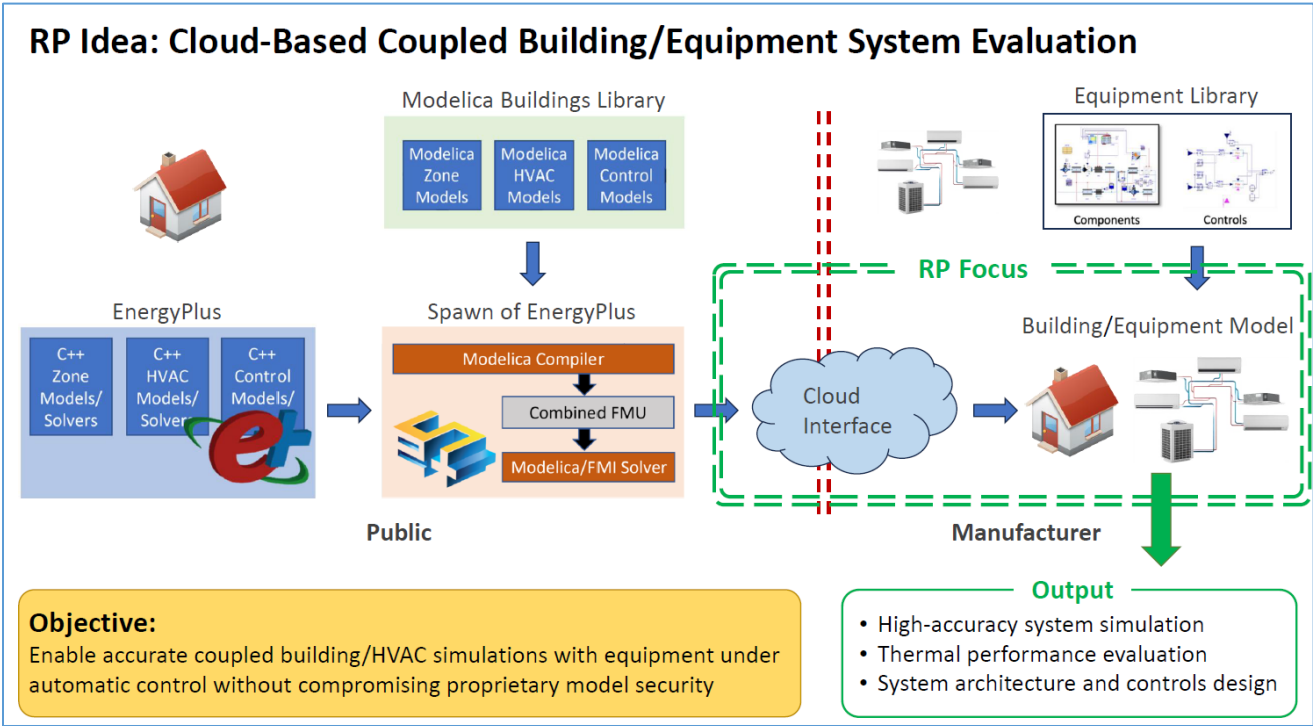 RP Idea: Cloud-Based Coupled Building/Equipment System Evaluation
Modelica Buildings Library
Modelica
Zone
Models
Modelica
HVAC
Models
Modelica
Control
Models
Equipment Library
Components
Controls
RP Focus
EnergyPlus
C++
Zone
Models/
Solvers
C++
HVAC
Models/
Solvers
C++
Control
Models/
e+
Spawn of EnergyPlus
Modelica Compiler
Combined FMU
Modelica/FMI Solver
Cloud
Interface
Building/Equipment Model
Public
Manufacturer
Objective:
Enable accurate coupled building/HVAC simulations with equipment under
automatic control without compromising proprietary model security
Output
• High-accuracy system simulation
• Thermal performance evaluation
• System architecture and controls design